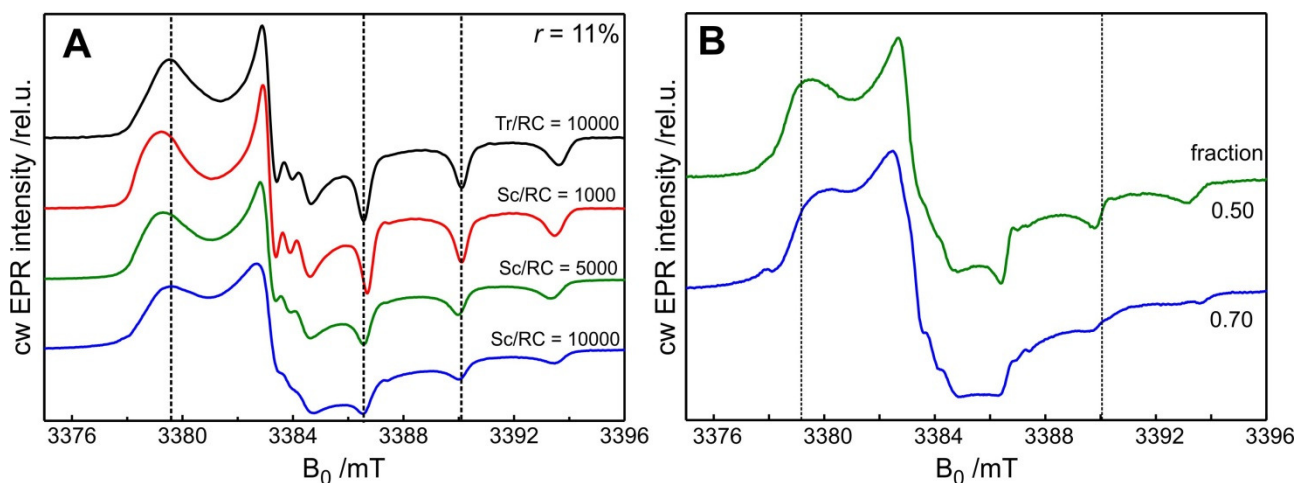 A
r = 11%
Tr/RC = 10000
Sc/RC = 1000
Sc/RC = 5000
Sc/RC = 10000
cw EPR intensity /rel.u.
3376 3380 3384 3388 3392 3396
B0 /mT
B
fraction
0.50
0.70
cw EPR intensity /rel.u.
3376 3380 3384 3388 3392 3396
B0 /mT